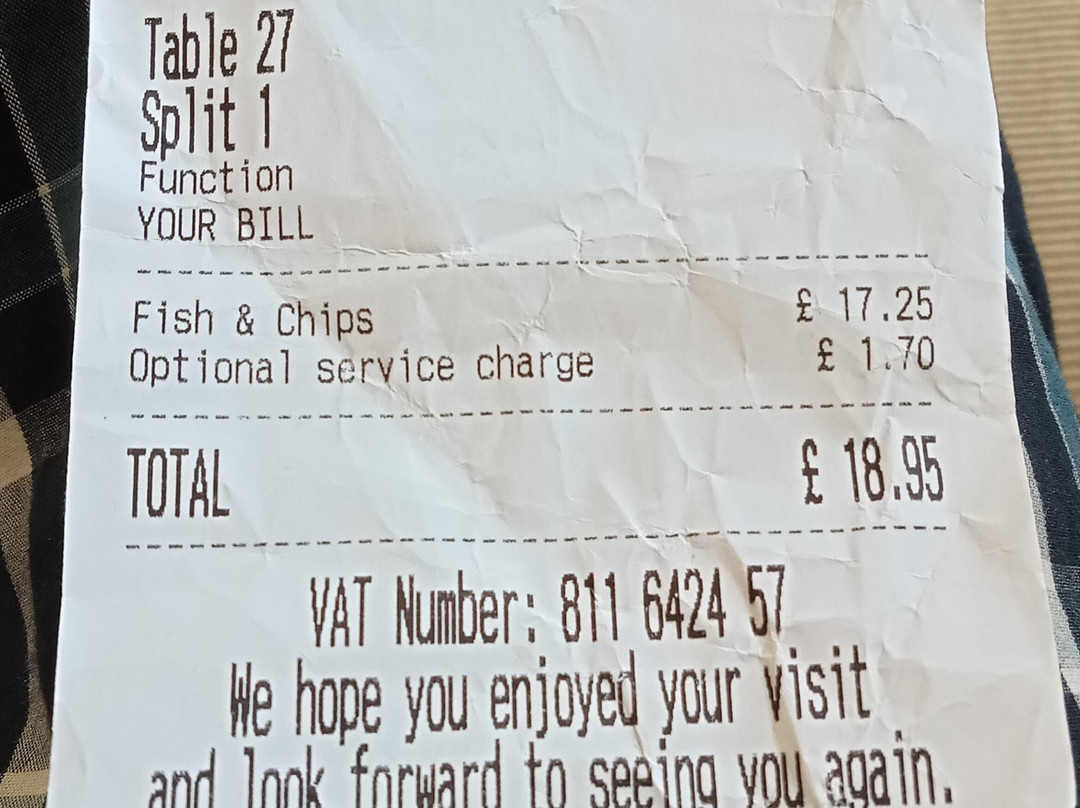 Table 27
Split 1
Function
YOUR BILL
Fish & Chips £ 17.25
Optional service charge £ 1.70
TOTAL £ 18.95
VAT Number: 811 6424 57
We hope you enjoyed your visit
and look forward to seeing you again.